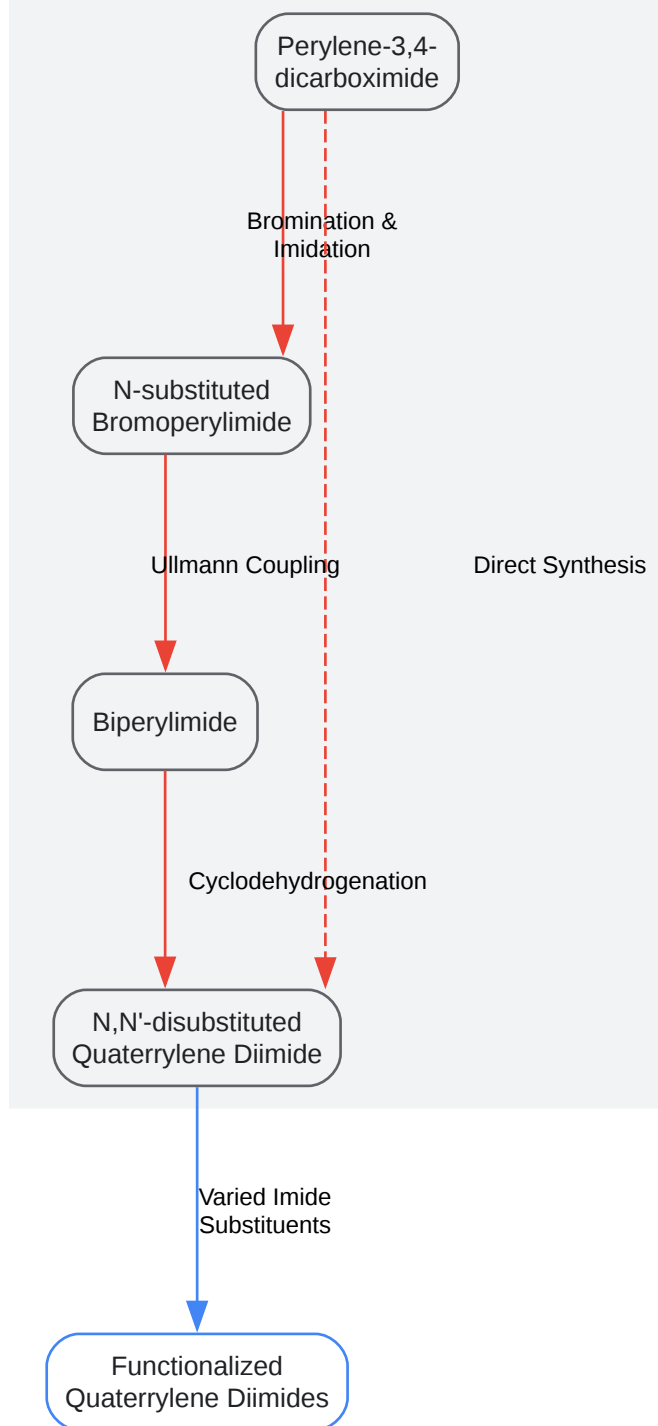 Perylene-3,4-
dicarboximide
Bromination &
Imidation
N-substituted
Bromoperylimide
Ullmann Coupling
Direct Synthesis
Biperylimide
Cyclodehydrogenation
N,N'-disubstituted
Quaterrylene Diimide
Varied Imide
Substituents
Functionalized
Quaterrylene Diimides